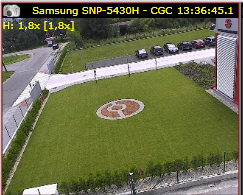 Samsung SNP-5430H - CGC 13:36:45.1
H: 1,8x [1,8x]